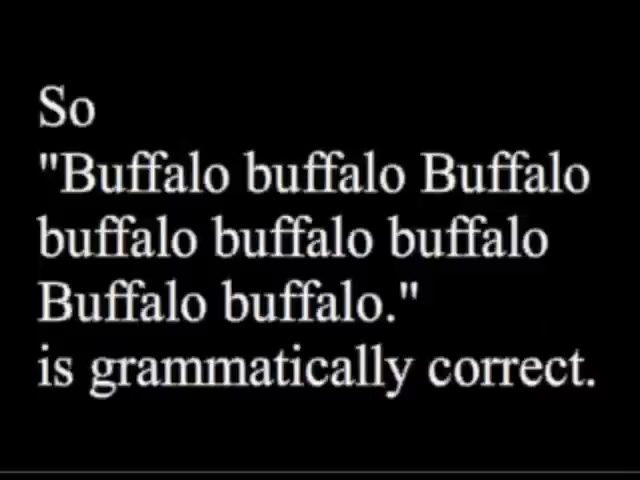 So
"Buffalo buffalo Buffalo
buffalo buffalo buffalo
Buffalo buffalo."
is grammatically correct.